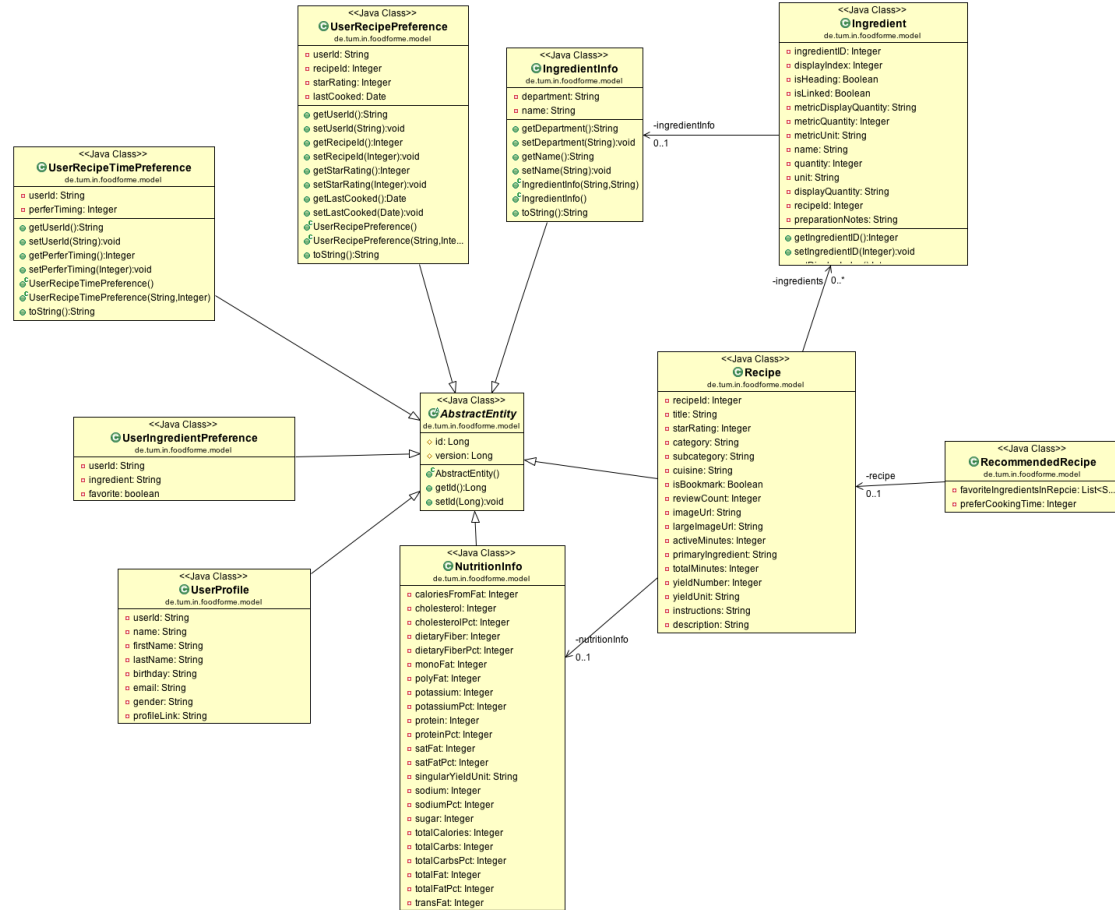 <<Java Class>>
UserRecipePreference
de.tum.in.foodforme.model
userId: String
recipeId: Integer
starRating: Integer
lastCooked: Date
getUserId():String
setUserId(String):void
getRecipeId():Integer
setRecipeId(Integer):void
getStarRating():Integer
setStarRating(Integer):void
getLastCooked():Date
setLastCooked(Date):void
UserRecipePreference()
UserRecipePreference(String,Inte...
toString():String
<<Java Class>>
IngredientInfo
de.tum.in.foodforme.model
department: String
name: String
getDepartment():String
setDepartment(String):void
getName():String
setName(String):void
IngredientInfo(String,String)
IngredientInfo()
toString():String
-ingredientInfo
0..1
<<Java Class>>
Ingredient
de.tum.in.foodforme.model
ingredientID: Integer
displayIndex: Integer
isHeading: Boolean
isLinked: Boolean
metricDisplayQuantity: String
metricQuantity: Integer
metricUnit: String
name: String
quantity: Integer
unit: String
displayQuantity: String
recipeId: Integer
preparationNotes: String
getIngredientID():Integer
setIngredientID(Integer):void
-ingredients
0..*
<<Java Class>>
UserRecipeTimePreference
de.tum.in.foodforme.model
userId: String
perferTiming: Integer
getUserId():String
setUserId(String):void
getPerferTiming():Integer
setPerferTiming(Integer):void
UserRecipeTimePreference()
UserRecipeTimePreference(String,Integer)
toString():String
<<Java Class>>
AbstractEntity
de.tum.in.foodforme.model
id: Long
version: Long
AbstractEntity()
getId():Long
setId(Long):void
<<Java Class>>
Recipe
de.tum.in.foodforme.model
recipeId: Integer
title: String
starRating: Integer
category: String
subcategory: String
cuisine: String
isBookmark: Boolean
reviewCount: Integer
imageUrl: String
largeImageUrl: String
activeMinutes: Integer
primaryIngredient: String
totalMinutes: Integer
yieldNumber: Integer
yieldUnit: String
instructions: String
description: String
-recipe
0..1
<<Java Class>>
RecommendedRecipe
de.tum.in.foodforme.model
favoriteIngredientsInRepcie: List<S...
preferCookingTime: Integer
<<Java Class>>
UserIngredientPreference
de.tum.in.foodforme.model
userId: String
ingredient: String
favorite: boolean
<<Java Class>>
UserProfile
de.tum.in.foodforme.model
userId: String
name: String
firstName: String
lastName: String
birthday: String
email: String
gender: String
profileLink: String
<<Java Class>>
NutritionInfo
de.tum.in.foodforme.model
caloriesFromFat: Integer
cholesterol: Integer
cholesterolPct: Integer
dietaryFiber: Integer
dietaryFiberPct: Integer
monoFat: Integer
polyFat: Integer
potassium: Integer
potassiumPct: Integer
protein: Integer
proteinPct: Integer
satFat: Integer
satFatPct: Integer
singularYieldUnit: String
sodium: Integer
sodiumPct: Integer
sugar: Integer
totalCalories: Integer
totalCarbs: Integer
totalCarbsPct: Integer
totalFat: Integer
totalFatPct: Integer
transFat: Integer
-nutritionInfo
0..1